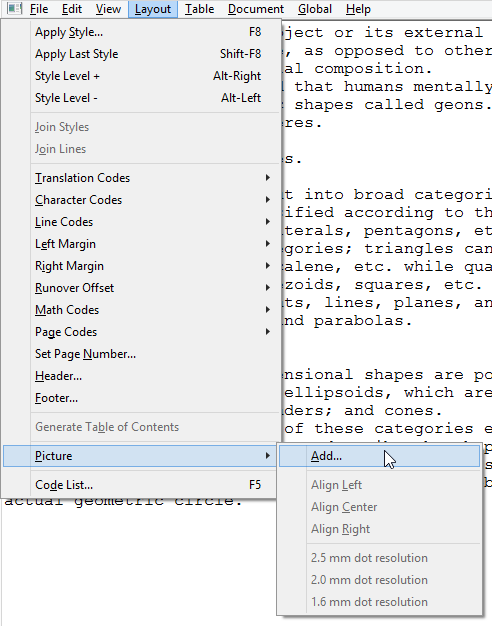 File Edit View Layout Table Document Global Help
Apply Style... F8
bject or its external
Apply Last Style Shift-F8
, as opposed to other
Style Level + Alt-Right
al composition.
d that humans mentally
Style Level - Alt-Left
shapes called geons.
Join Styles
eres.
Join Lines
es.
Translation Codes
t into broad categori
Character Codes
ified according to th
Line Codes
terals, pentagons, et
Left Margin
egories; triangles can
Right Margin
calene, etc. while qua
Runover Offset
ezoids, squares, etc.
Math Codes
ts, lines, planes, an
Page Codes
nd parabolas.
Set Page Number...
Header...
ensional shapes are po
Footer...
ellipsoids, which are
ders; and cones.
Generate Table of Contents
of these categories e
Picture
Add...
Code List... F5
Align Left
actual geometric circle.
Align Center
Align Right
2.5 mm dot resolution
2.0 mm dot resolution
1.6 mm dot resolution